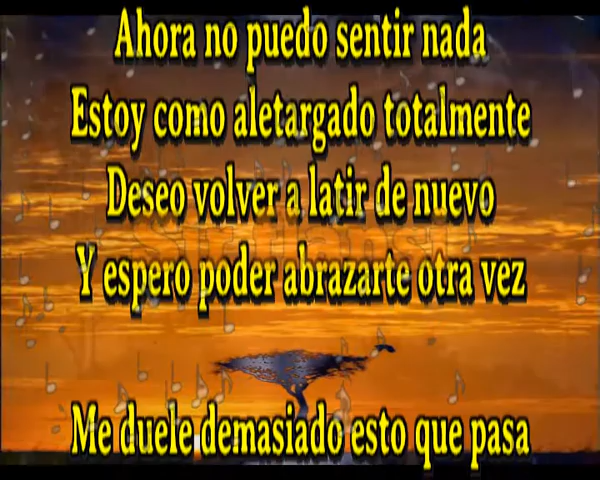 Ahora no puedo sentir nada
Estoy como aletargado totalmente
Deseo volver a latir de nuevo
Y espero poder abrazarte otra vez
Me duele demasiado esto que pasa